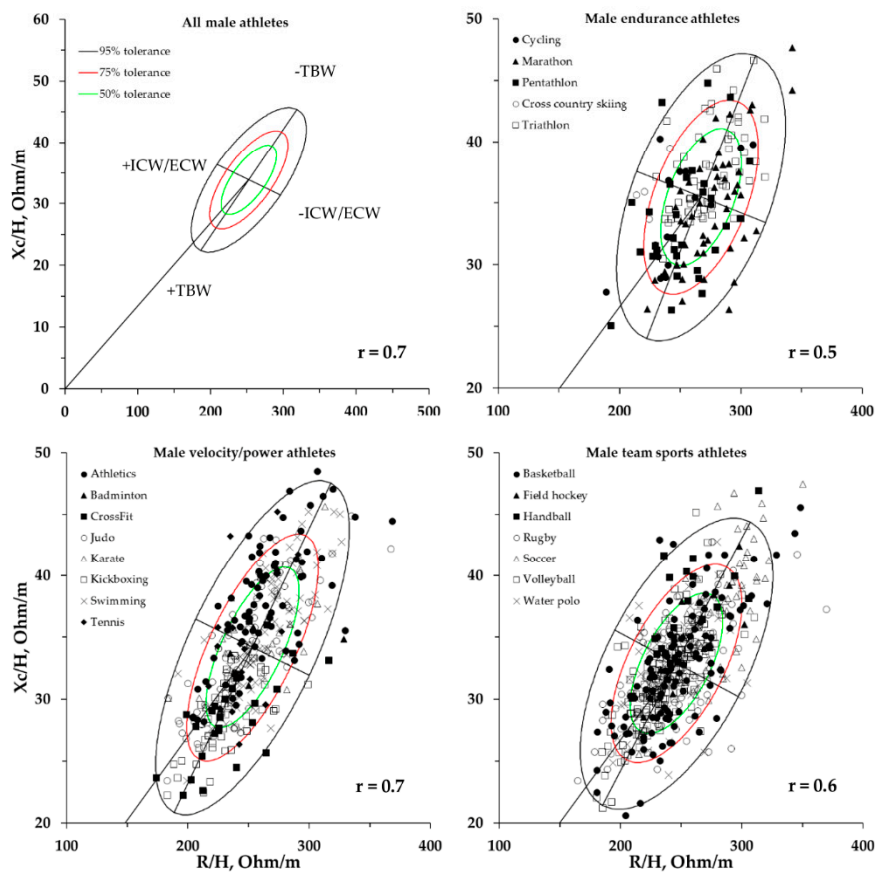 All male athletes
60
50
40
30
20
10
0
Xc/H, Ohm/m
95% tolerance
75% tolerance
50% tolerance
-TBW
+ICW/ECW
-ICW/ECW
+TBW
r = 0.7
0 100 200 300 400 500
Male endurance athletes
50
40
30
20
Cycling
Marathon
Pentathlon
Cross country skiing
Triathlon
r = 0.5
100 200 300 400
Male velocity/power athletes
50
40
30
20
Xc/H, Ohm/m
Athletics
Badminton
CrossFit
Judo
Karate
Kickboxing
Swimming
Tennis
r = 0.7
100 200 300 400
R/H, Ohm/m
Male team sports athletes
50
40
30
20
Basketball
Field hockey
Handball
Rugby
Soccer
Volleyball
Water polo
r = 0.6
100 200 300 400
R/H, Ohm/m